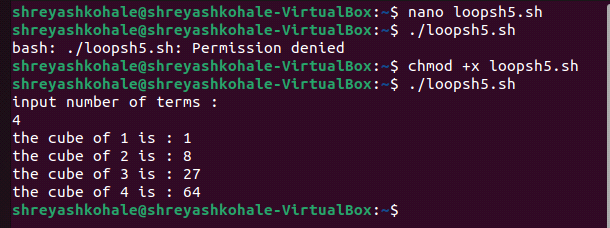 shreyashkohale@shreyashkohale-VirtualBox:~$ nano loopsh5.sh
shreyashkohale@shreyashkohale-VirtualBox:~$ ./loopsh5.sh
bash: ./loopsh5.sh: Permission denied
shreyashkohale@shreyashkohale-VirtualBox:~$ chmod +x loopsh5.sh
shreyashkohale@shreyashkohale-VirtualBox:~$ ./loopsh5.sh
input number of terms :
4
the cube of 1 is : 1
the cube of 2 is : 8
the cube of 3 is : 27
the cube of 4 is : 64
shreyashkohale@shreyashkohale-VirtualBox:~$